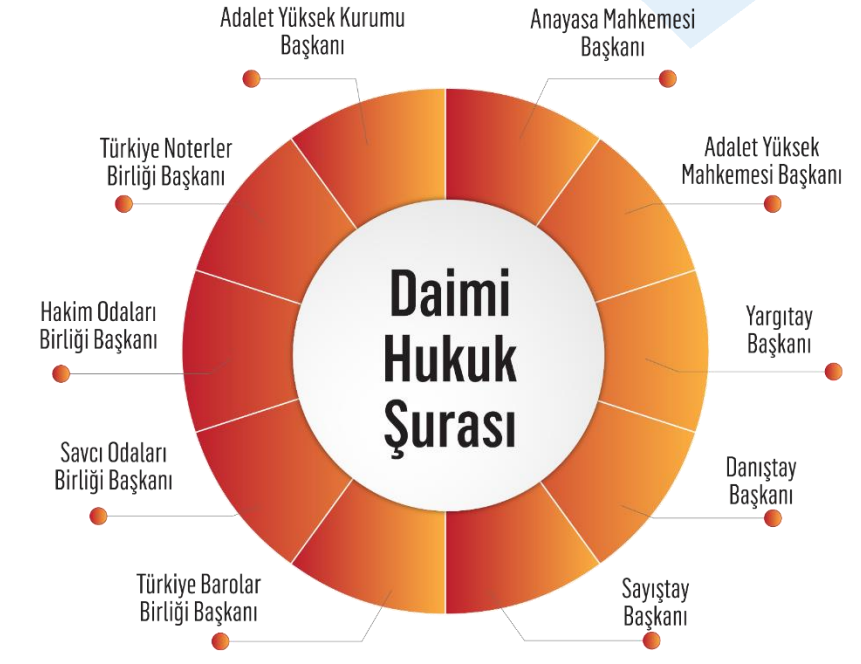 Adalet Yüksek Kurumu
Başkanı
Anayasa Mahkemesi
Başkanı
Türkiye Noterler
Birliği Başkanı
Adalet Yüksek
Mahkemesi Başkanı
Hakim Odaları
Birliği Başkanı
Daimi
Hukuk
Şurası
Yargıtay
Başkanı
Savcı Odaları
Birliği Başkanı
Danıştay
Başkanı
Türkiye Barolar
Birliği Başkanı
Sayıştay
Başkanı